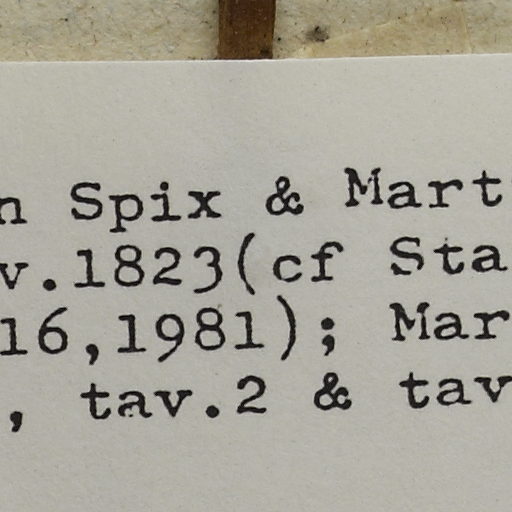 n Spix & Mart
v.1823(cf Sta
16,1981); Mar
, tav.2 & tav